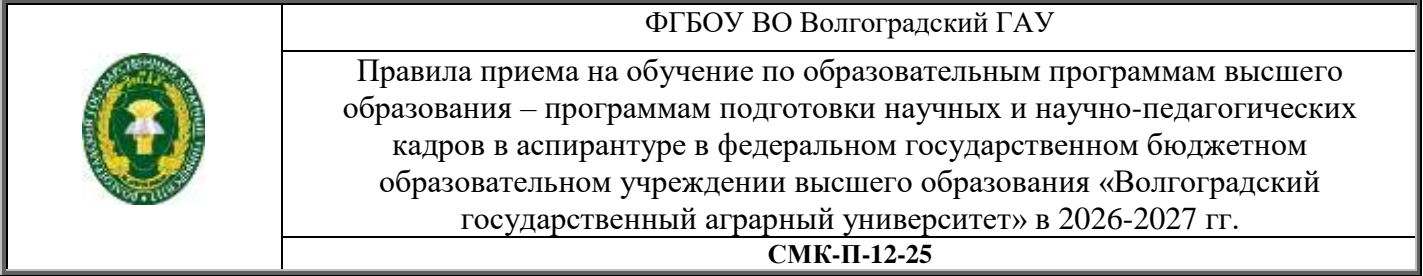 ФГБОУ ВО Волгоградский ГАУ
Правила приема на обучение по образовательным программам высшего
образования – программам подготовки научных и научно-педагогических
кадров в аспирантуре в федеральном государственном бюджетном
образовательном учреждении высшего образования «Волгоградский
государственный аграрный университет» в 2026-2027 гг.
СМК-П-12-25